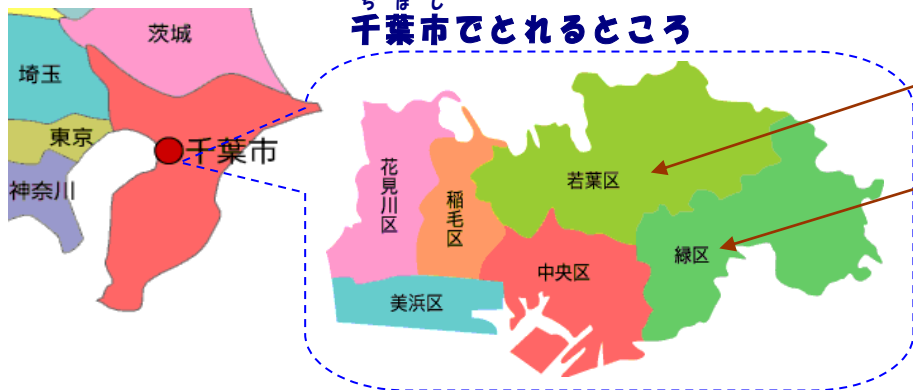 ちばし
千葉市でとれるところ
茨城
埼玉
東京
千葉市
神奈川
花見川区
稲毛区
若葉区
緑区
中央区
美浜区